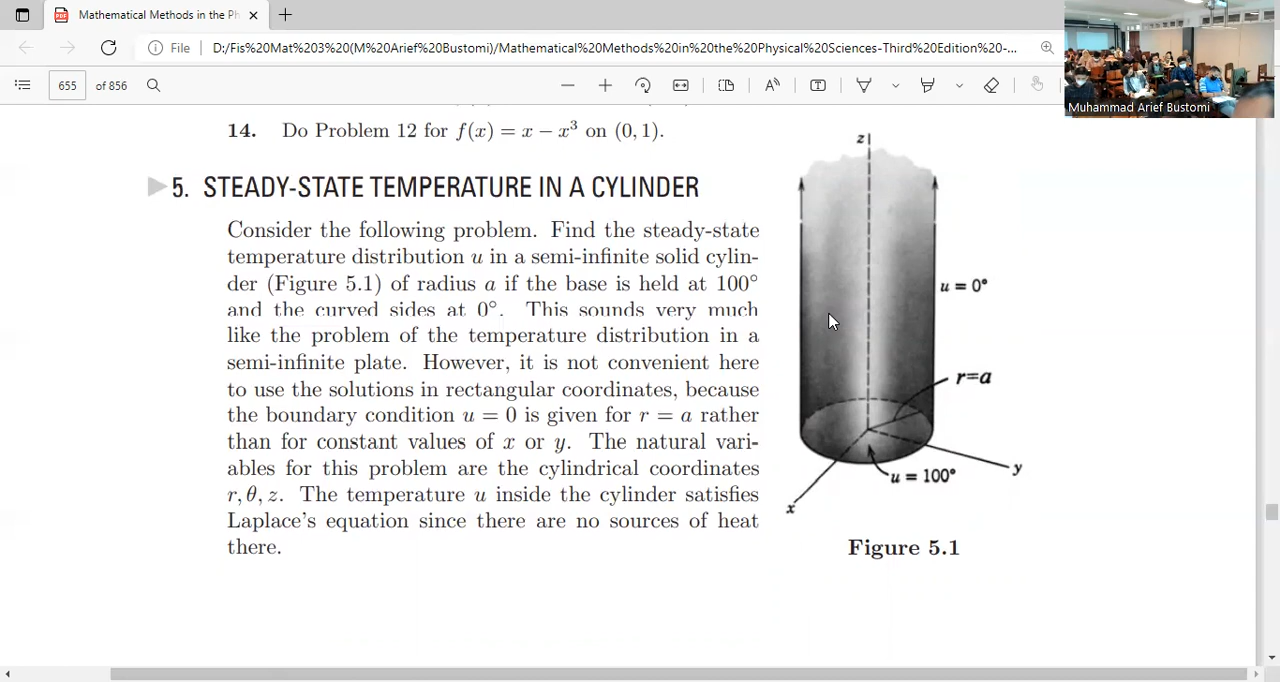 Mathematical Methods in the Ph
File
D:/Fis%20Mat%203%20(M%20Arief%20Bustomi)/Mathematical%20Methods%20in%20the%20Physical%20Sciences-Third%20Edition%20-...
655 of 856
Muhammad Arief Bustomi
14. Do Problem 12 for f(x) = x − x³ on (0, 1).
5. STEADY-STATE TEMPERATURE IN A CYLINDER
Consider the following problem. Find the steady-state
temperature distribution u in a semi-infinite solid cylin-
der (Figure 5.1) of radius a if the base is held at 100°
and the curved sides at 0°. This sounds very much
like the problem of the temperature distribution in a
semi-infinite plate. However, it is not convenient here
to use the solutions in rectangular coordinates, because
the boundary condition u = 0 is given for r = a rather
than for constant values of x or y. The natural vari-
ables for this problem are the cylindrical coordinates
r, θ, z. The temperature u inside the cylinder satisfies
Laplace's equation since there are no sources of heat
there.
z
u = 0°
r=a
y
u = 100°
x
Figure 5.1